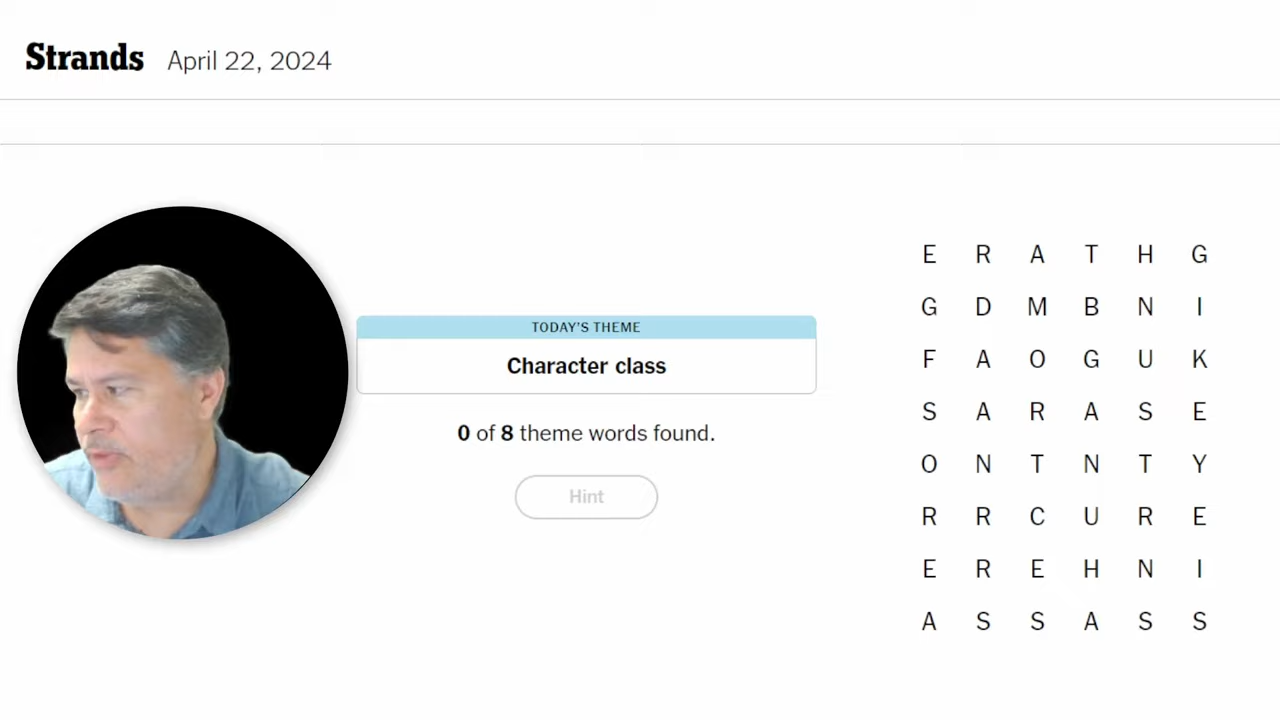 Strands April 22, 2024
TODAY'S THEME
Character class
0 of 8 theme words found.
Hint
E R A T H G
G D M B N I
F A O G U K
S A R A S E
O N T N T Y
R R C U R E
E R E H N I
A S S A S S